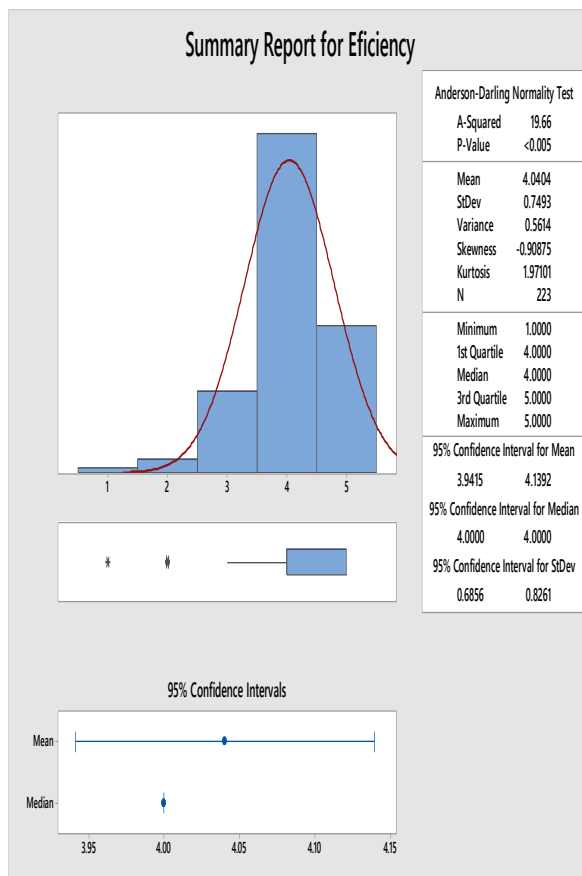 Summary Report for Eficiency
1 2 3 4 5
Anderson-Darling Normality Test
A-Squared 19.66
P-Value <0.005
Mean 4.0404
StDev 0.7493
Variance 0.5614
Skewness -0.90875
Kurtosis 1.97101
N 223
Minimum 1.0000
1st Quartile 4.0000
Median 4.0000
3rd Quartile 5.0000
Maximum 5.0000
95% Confidence Interval for Mean
3.9415 4.1392
95% Confidence Interval for Median
4.0000 4.0000
95% Confidence Interval for StDev
0.6856 0.8261
95% Confidence Intervals
Mean
Median
3.95 4.00 4.05 4.10 4.15